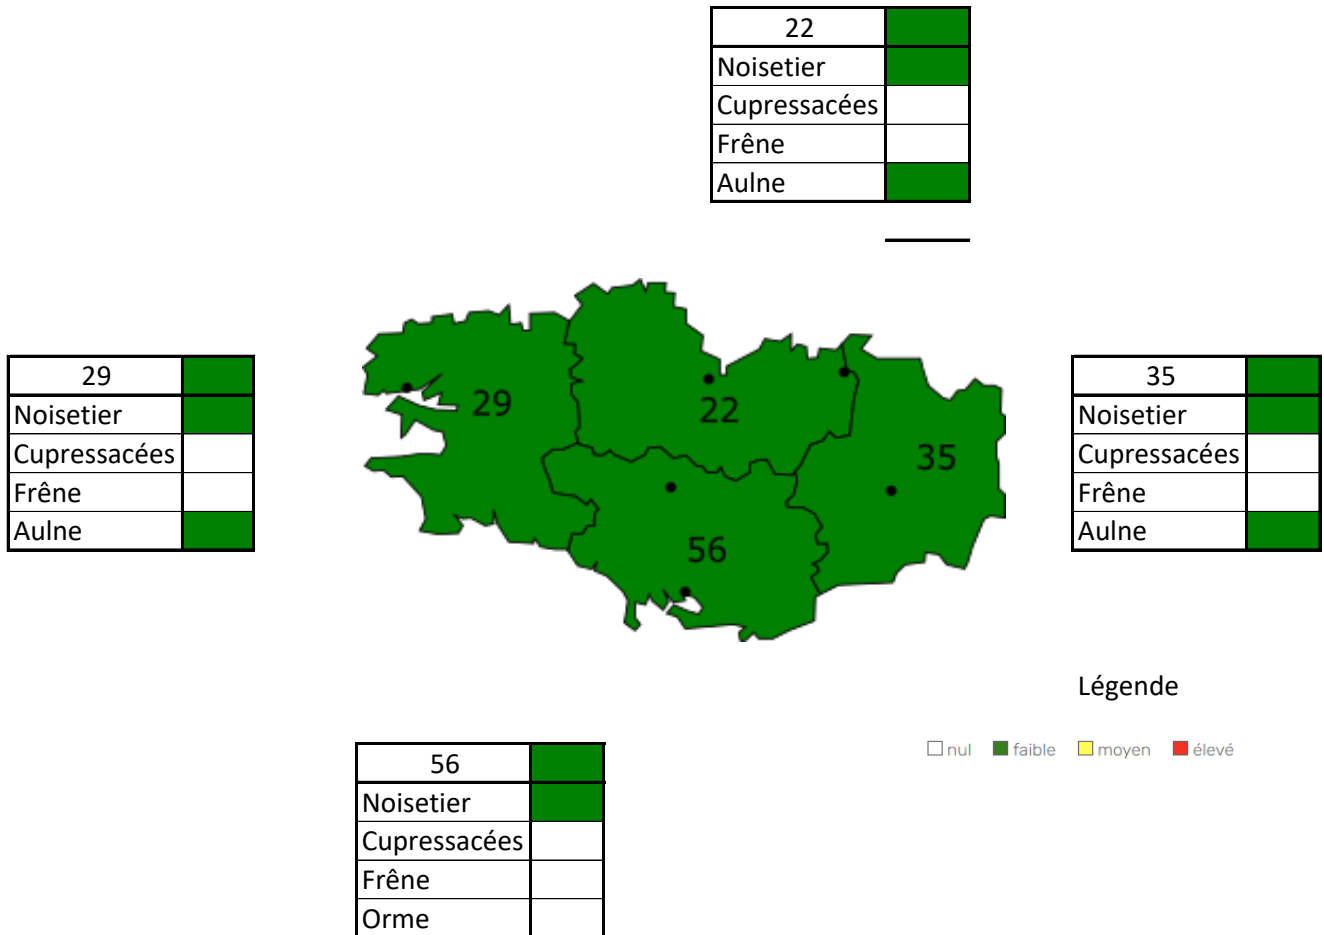 22
Noisetier
Cupressacées
Frêne
Aulne
29
Noisetier
Cupressacées
Frêne
Aulne
29
22
35
56
35
Noisetier
Cupressacées
Frêne
Aulne
Légende
nul faible moyen élevé
56
Noisetier
Cupressacées
Frêne
Orme